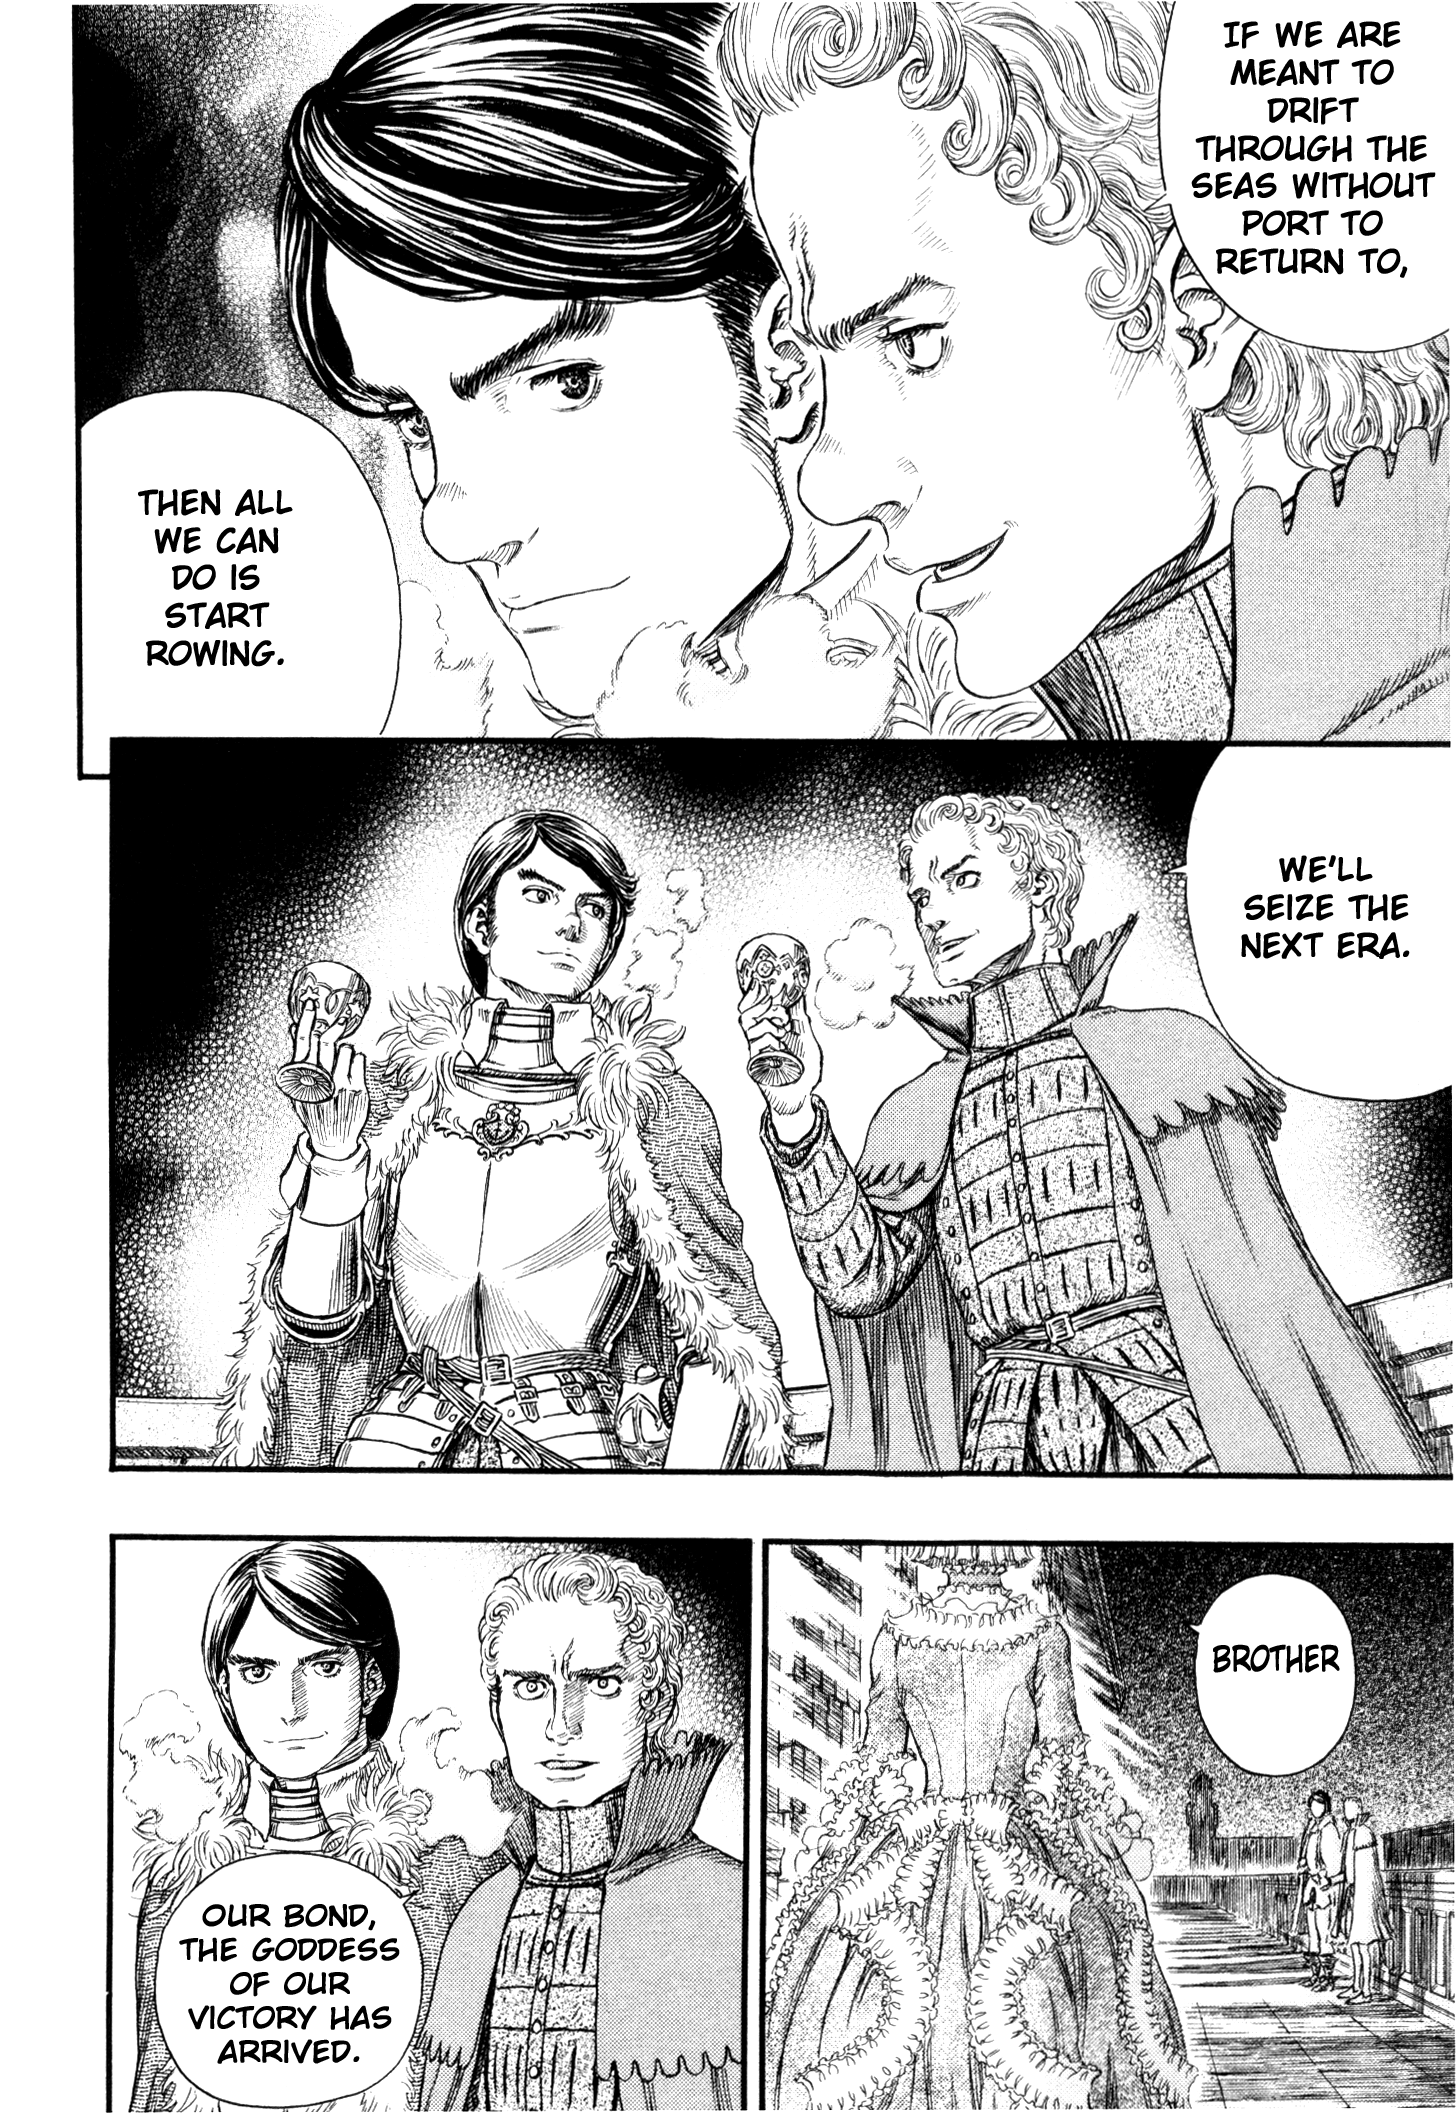 IF WE ARE
MEANT TO
DRIFT
THROUGH THE
SEAS WITHOUT
PORT TO
RETURN TO,
THEN ALL
WE CAN
DO IS
START
ROWING.
WE'LL
SEIZE THE
NEXT ERA.
BROTHER
OUR BOND,
THE GODDESS
OF OUR
VICTORY HAS
ARRIVED.